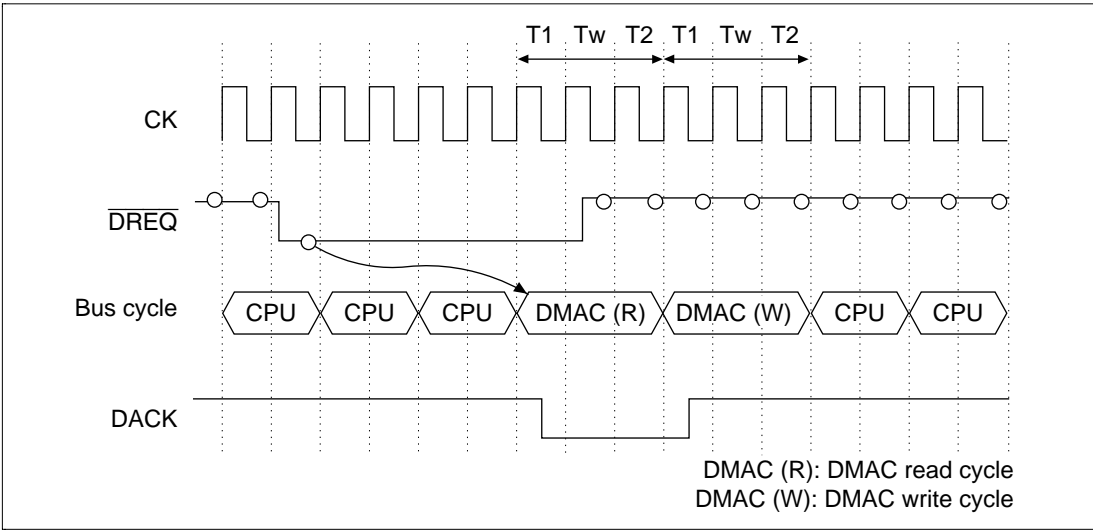 T1 Tw T2 T1 Tw T2
CK
DREQ
Bus cycle CPU CPU CPU DMAC (R) DMAC (W) CPU CPU
DACK
DMAC (R): DMAC read cycle
DMAC (W): DMAC write cycle